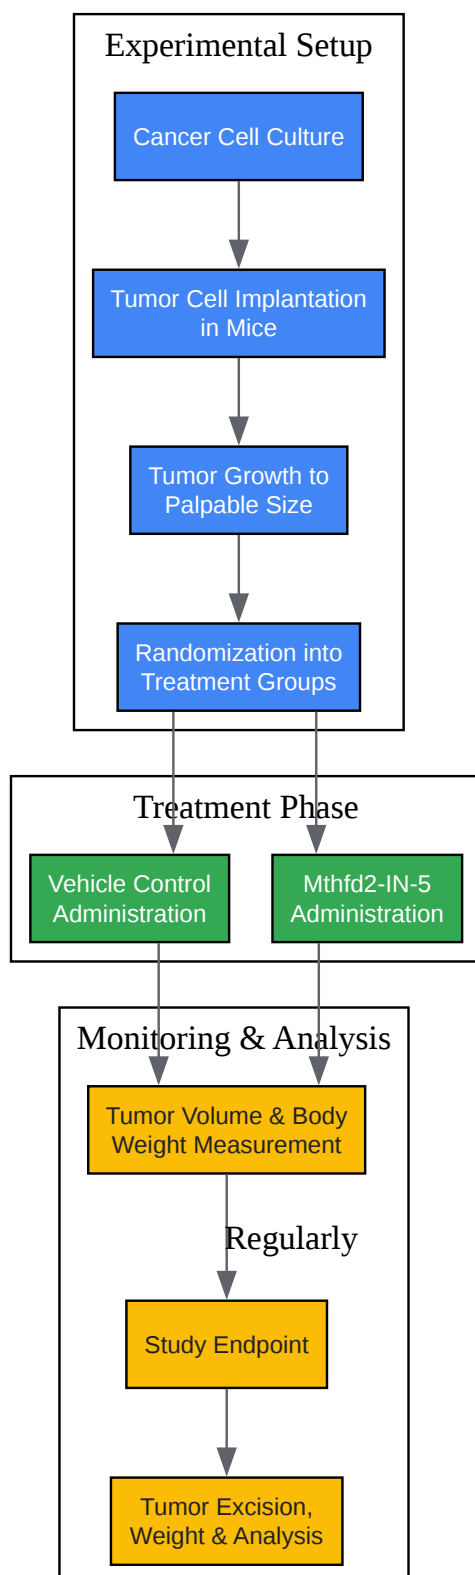 Experimental Setup
Cancer Cell Culture
Tumor Cell Implantation
in Mice
Tumor Growth to
Palpable Size
Randomization into
Treatment Groups
Treatment Phase
Vehicle Control
Administration
Mthfd2-IN-5
Administration
Monitoring & Analysis
Tumor Volume & Body
Weight Measurement
Regularly
Study Endpoint
Tumor Excision,
Weight & Analysis